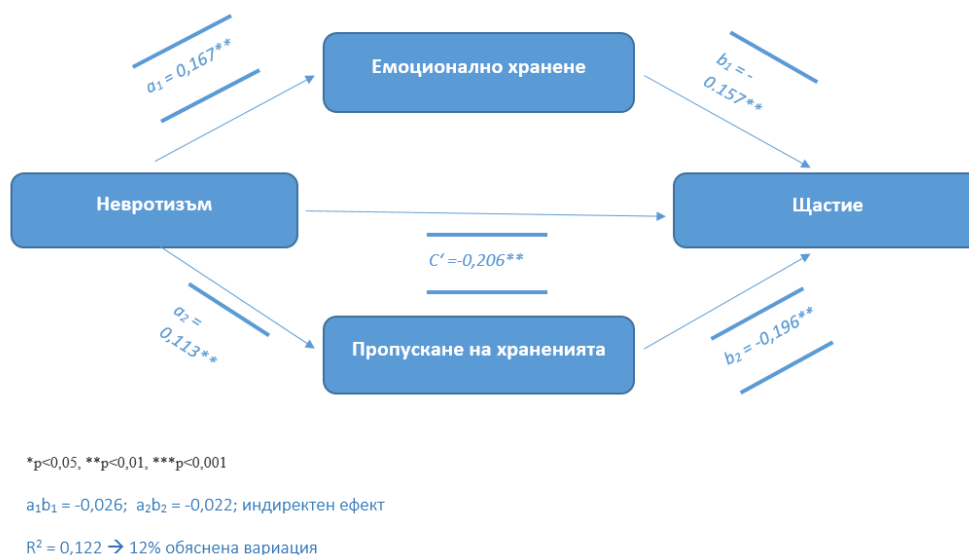 Емоционално хранене
a₁ = 0,167**
b₁ = -
0.157**
Невротизъм
Щастие
C' =-0,206**
a₂ =
0,113**
Пропускане на храненията
b₂ = -0,196**
*p<0,05, **p<0,01, ***p<0,001
a₁b₁ = -0,026; a₂b₂ = -0,022; индиректен ефект
R² = 0,122 → 12% обяснена вариация